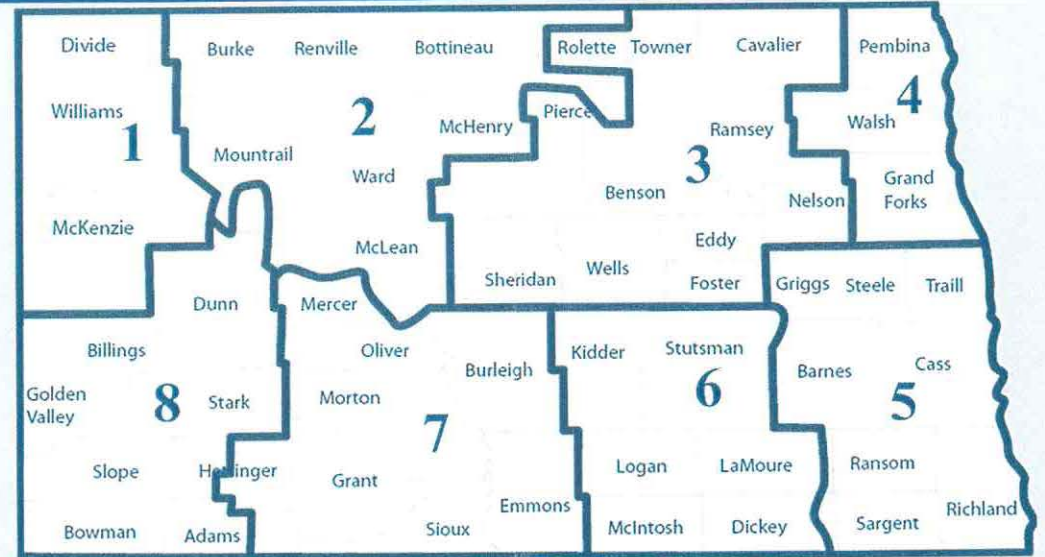 Divide
Burke
Renville
Bottineau
Rolette
Towner
Cavalier
Pembina
Williams
1
2
McHenry
Pierce
Ramsey
4
Walsh
Mountrail
Ward
3
Benson
Nelson
Grand
Forks
McKenzie
McLean
Eddy
Sheridan
Wells
Foster
Griggs
Steele
Traill
Dunn
Mercer
Billings
Oliver
Burleigh
Kidder
Stutsman
Barnes
Cass
Golden
Valley
8
Stark
Morton
7
6
5
Slope
Hettinger
Grant
Logan
LaMoure
Ransom
Bowman
Adams
Sioux
Emmons
McIntosh
Dickey
Sargent
Richland